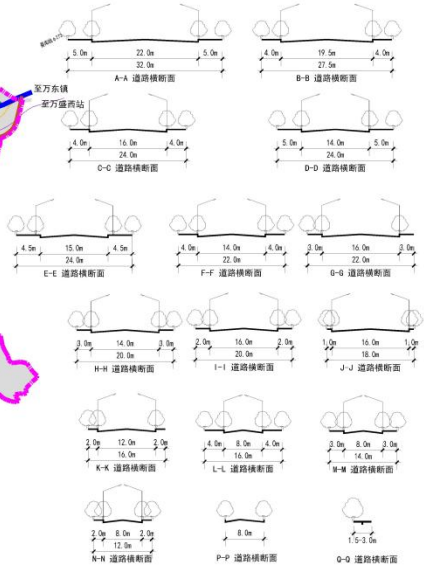 5.0m 22.0m 5.0m
32.0m
A-A 道路横断面
4.0m 19.5m 4.0m
27.5m
B-B 道路横断面
至万东镇
至万盛西站
4.0m 16.0m 4.0m
24.0m
C-C 道路横断面
5.0m 14.0m 5.0m
24.0m
D-D 道路横断面
4.5m 15.0m 4.5m
24.0m
E-E 道路横断面
4.0m 14.0m 4.0m
22.0m
F-F 道路横断面
3.0m 16.0m 3.0m
22.0m
G-G 道路横断面
3.0m 14.0m 3.0m
20.0m
H-H 道路横断面
2.0m 16.0m 2.0m
20.0m
I-I 道路横断面
1.0m 16.0m 1.0m
18.0m
J-J 道路横断面
2.0m 12.0m 2.0m
16.0m
K-K 道路横断面
4.0m 8.0m 4.0m
16.0m
L-L 道路横断面
3.0m 8.0m 3.0m
14.0m
M-M 道路横断面
2.0m 8.0m 2.0m
12.0m
N-N 道路横断面
8.0m
P-P 道路横断面
1.5-3.0m
Q-Q 道路横断面